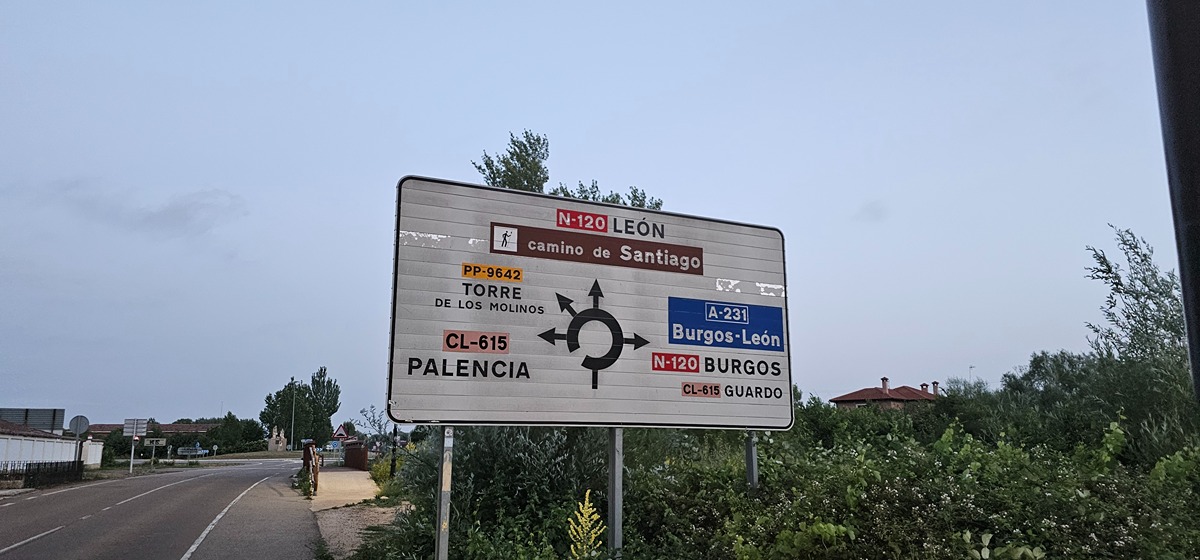 N-120 LEÓN
camino de Santiago
PP-9642
TORRE
DE LOS MOLINOS
CL-615
PALENCIA
A-231
Burgos-León
N-120 BURGOS
CL-615 GUARDO